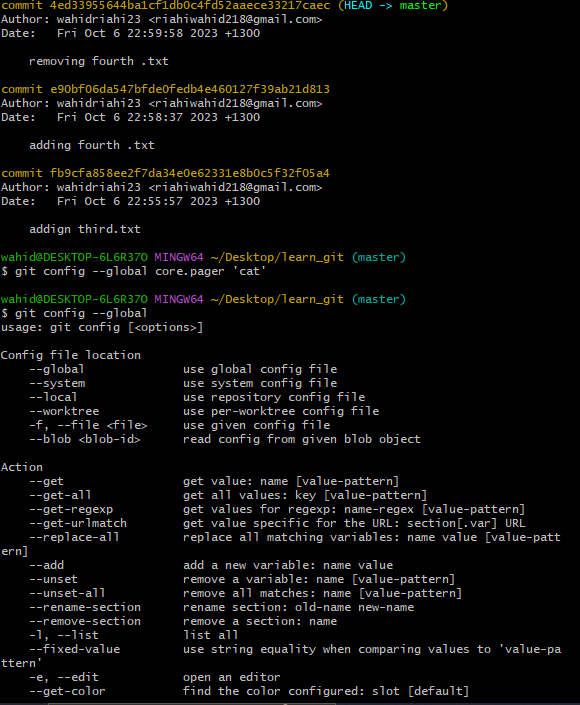 commit 4ed33955644ba1cf1db0c4fd52aaece33217caec (HEAD -> master)
Author: wahidriahi23 <riahiwahid218@gmail.com>
Date:   Fri Oct 6 22:59:58 2023 +1300

    removing fourth .txt

commit e90bf06da547bfde0fedb4e460127f39ab21d813
Author: wahidriahi23 <riahiwahid218@gmail.com>
Date:   Fri Oct 6 22:58:37 2023 +1300

    adding fourth .txt

commit fb9cfa858ee2f7da34e0e62331e8b0c5f32f05a4
Author: wahidriahi23 <riahiwahid218@gmail.com>
Date:   Fri Oct 6 22:55:57 2023 +1300

    addign third.txt

wahid@DESKTOP-6L6R37O MINGW64 ~/Desktop/learn_git (master)
$ git config --global core.pager 'cat'

wahid@DESKTOP-6L6R37O MINGW64 ~/Desktop/learn_git (master)
$ git config --global
usage: git config [<options>]

Config file location
    --global              use global config file
    --system              use system config file
    --local               use repository config file
    --worktree            use per-worktree config file
    -f, --file <file>     use given config file
    --blob <blob-id>      read config from given blob object

Action
    --get                 get value: name [value-pattern]
    --get-all             get all values: key [value-pattern]
    --get-regexp          get values for regexp: name-regex [value-pattern]
    --get-urlmatch        get value specific for the URL: section[.var] URL
    --replace-all         replace all matching variables: name value [value-patt
ern]
    --add                 add a new variable: name value
    --unset               remove a variable: name [value-pattern]
    --unset-all           remove all matches: name [value-pattern]
    --rename-section      rename section: old-name new-name
    --remove-section      remove a section: name
    -l, --list            list all
    --fixed-value         use string equality when comparing values to 'value-pa
ttern'
    -e, --edit            open an editor
    --get-color           find the color configured: slot [default]